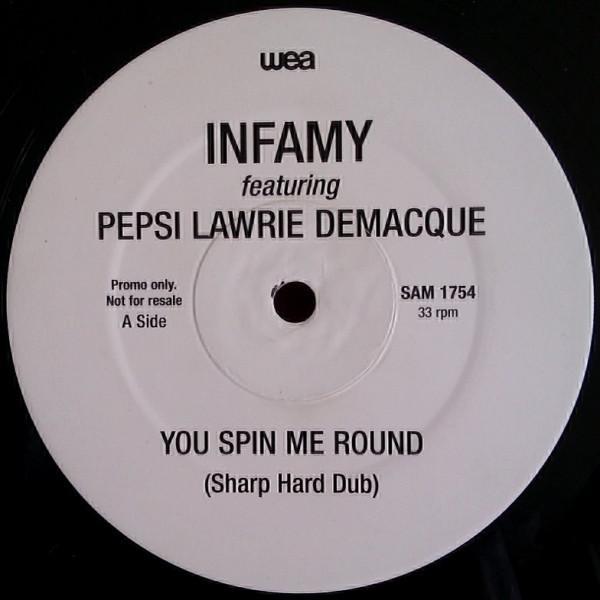 wea
INFAMY
featuring
PEPSI LAWRIE DEMACQUE
Promo only.
Not for resale
A Side
SAM 1754
33 rpm
YOU SPIN ME ROUND
(Sharp Hard Dub)